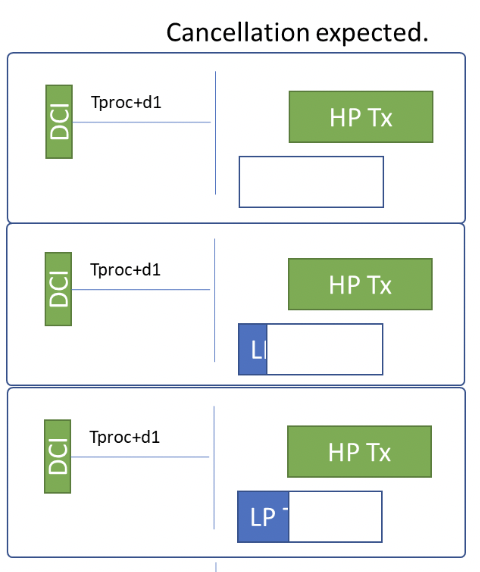 Cancellation expected.
DCI
Tproc+d1
HP Tx
DCI
Tproc+d1
HP Tx
L
DCI
Tproc+d1
HP Tx
LP